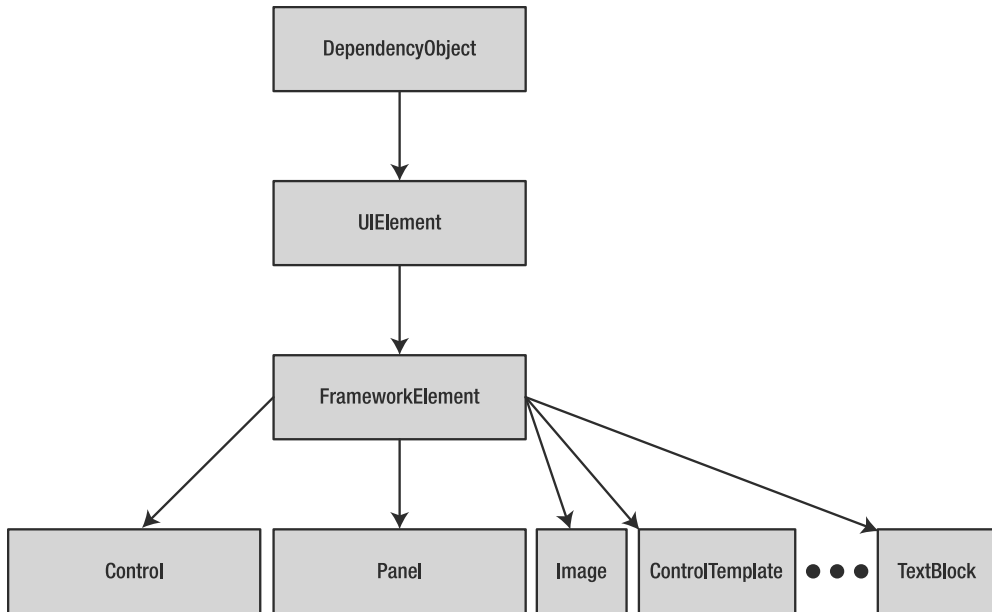 DependencyObject
UIElement
FrameworkElement
Control
Panel
Image
ControlTemplate
TextBlock